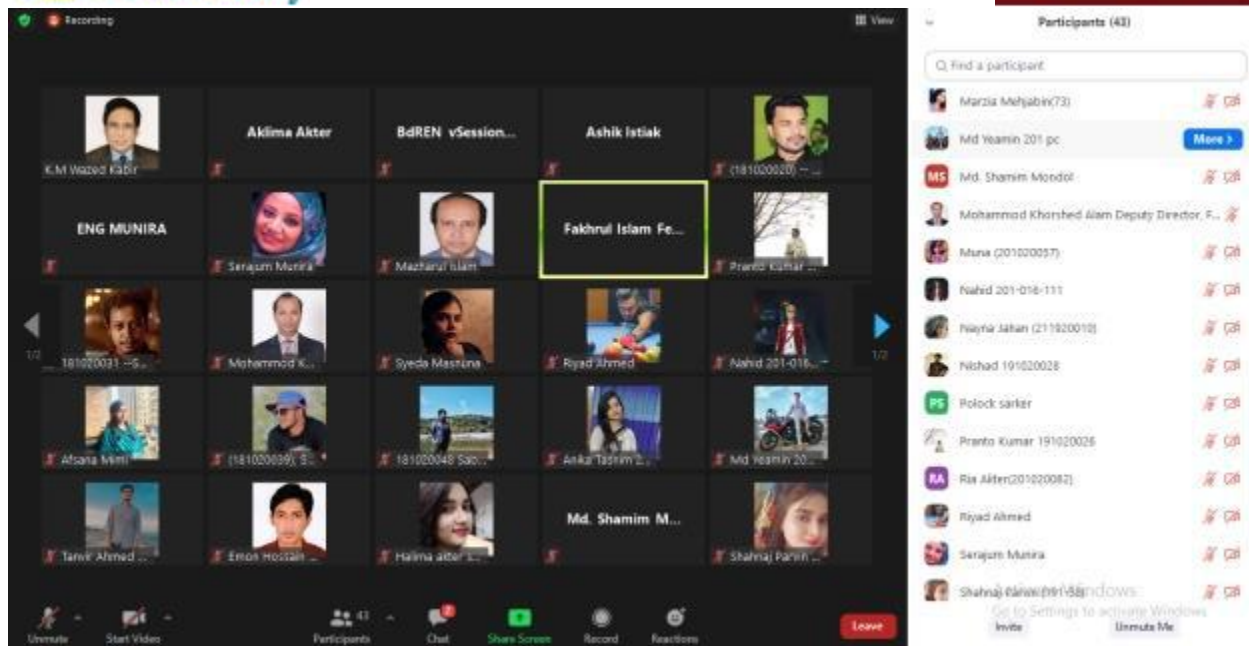 Recording
View
K.M Wazed Kabir
Aklima Akter
BdREN vSession...
Ashik Istiak
(181020020) -- ...
ENG MUNIRA
Serajum Munira
Mazharul Islam
Fakhrul Islam Fe...
Pranto Kumar ...
181020031 --S...
Mohammod K...
Syeda Masnuna
Riyad Ahmed
Nahid 201-016...
1/2
1/2
Afsana Mimi
(181020039), S...
181020048 Sab...
Anika Tasnim 2...
Md Yeamin 20...
Tanvir Ahmed ...
Emon Hossain ...
Halima akter s...
Md. Shamim M...
Shahnaj Parvin ...
Unmute
Start Video
43
Participants
2
Chat
Share Screen
Record
Reactions
Leave
Participants (43)
Find a participant
Marzia Mehjabin(73)
Md Yeamin 201 pc
More >
MS Md. Shamim Mondol
Mohammod Khorshed Alam Deputy Director, F...
Muna (201020057)
Nahid 201-016-111
Nayna Jahan (211920010)
Nishad 191020028
PS Polock sarker
Pranto Kumar 191020026
RA Ria Akter(201020082)
Riyad Ahmed
Serajum Munira
Shahnaj Parvin (191-58)
Activate Windows
Go to Settings to activate Windows
Invite
Unmute Me